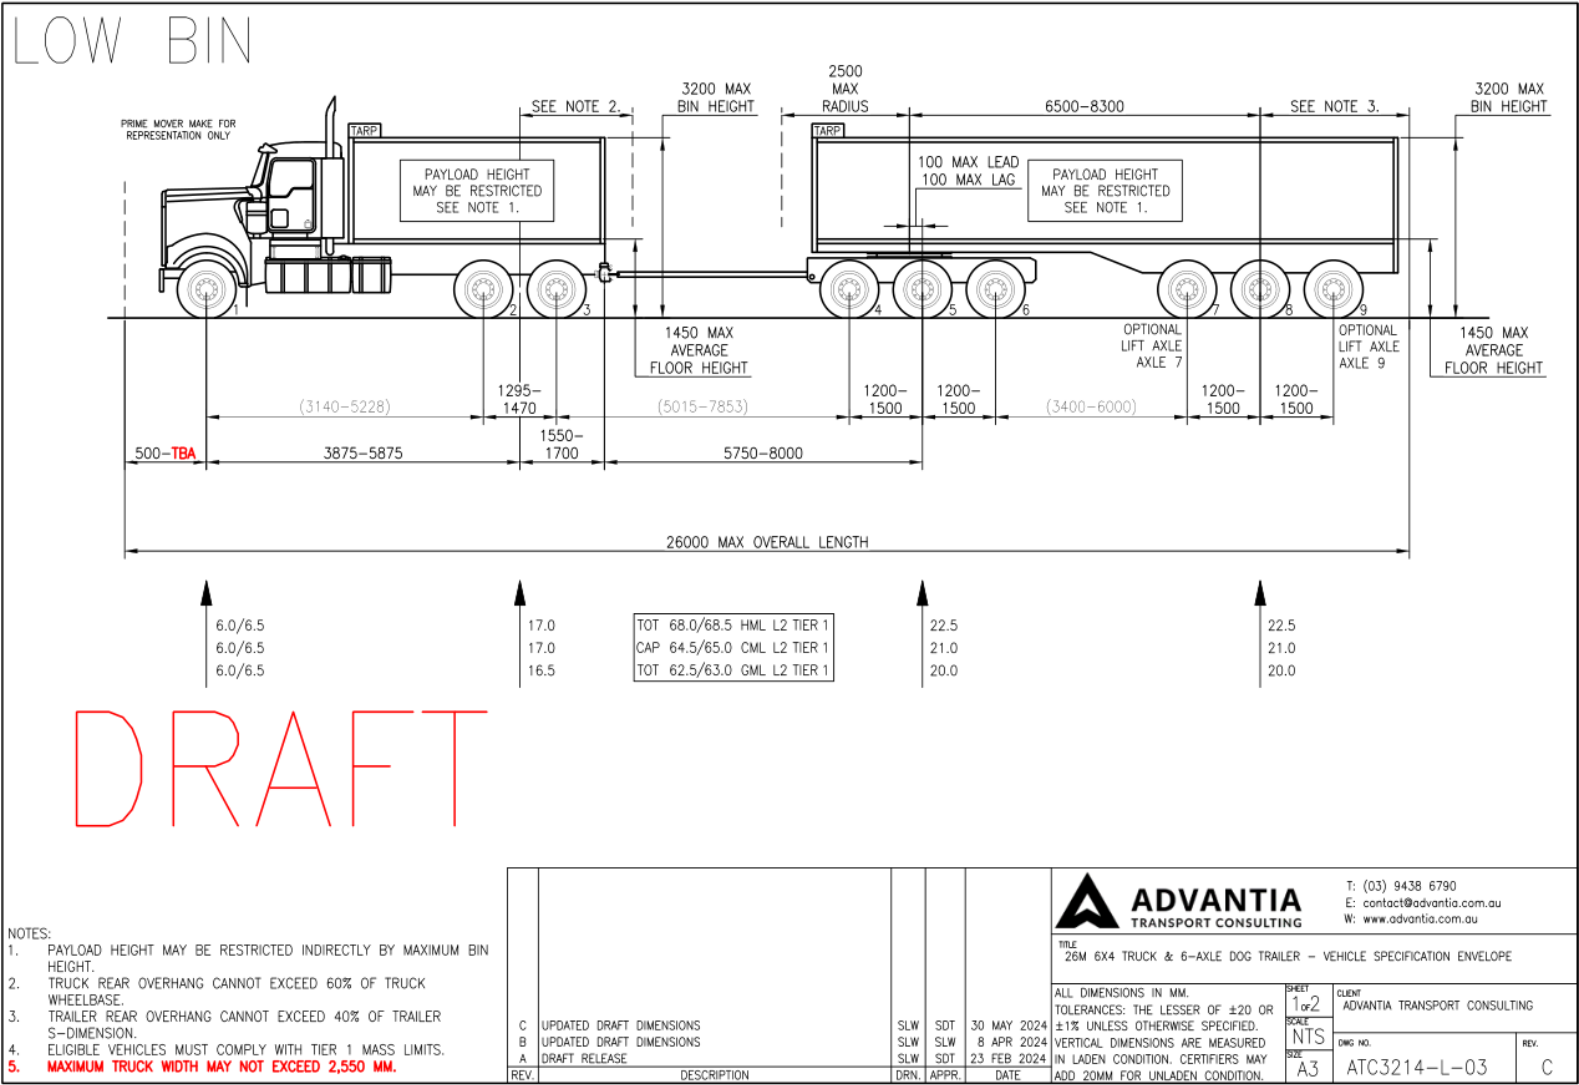 LOW BIN
PRIME MOVER MAKE FOR
REPRESENTATION ONLY
TARP
SEE NOTE 2.
3200 MAX
BIN HEIGHT
2500
MAX
RADIUS
6500-8300
SEE NOTE 3.
3200 MAX
BIN HEIGHT
TARP
PAYLOAD HEIGHT
MAY BE RESTRICTED
SEE NOTE 1.
100 MAX LEAD
100 MAX LAG
PAYLOAD HEIGHT
MAY BE RESTRICTED
SEE NOTE 1.
1 2 3 4 5 6 7 8 9
1450 MAX
AVERAGE
FLOOR HEIGHT
OPTIONAL
LIFT AXLE
AXLE 7
OPTIONAL
LIFT AXLE
AXLE 9
1450 MAX
AVERAGE
FLOOR HEIGHT
(3140-5228)
1295-
1470
(5015-7853)
1200-
1500
1200-
1500
(3400-6000)
1200-
1500
1200-
1500
500-TBA
3875-5875
1550-
1700
5750-8000
26000 MAX OVERALL LENGTH
6.0/6.5 17.0 TOT 68.0/68.5 HML L2 TIER 1 22.5 22.5
6.0/6.5 17.0 CAP 64.5/65.0 CML L2 TIER 1 21.0 21.0
6.0/6.5 16.5 TOT 62.5/63.0 GML L2 TIER 1 20.0 20.0
DRAFT
NOTES:
1. PAYLOAD HEIGHT MAY BE RESTRICTED INDIRECTLY BY MAXIMUM BIN
HEIGHT.
2. TRUCK REAR OVERHANG CANNOT EXCEED 60% OF TRUCK
WHEELBASE.
3. TRAILER REAR OVERHANG CANNOT EXCEED 40% OF TRAILER
S-DIMENSION.
4. ELIGIBLE VEHICLES MUST COMPLY WITH TIER 1 MASS LIMITS.
5. MAXIMUM TRUCK WIDTH MAY NOT EXCEED 2,550 MM.
C UPDATED DRAFT DIMENSIONS SLW SDT 30 MAY 2024
B UPDATED DRAFT DIMENSIONS SLW SLW 8 APR 2024
A DRAFT RELEASE SLW SDT 23 FEB 2024
REV. DESCRIPTION DRN. APPR. DATE
ADVANTIA
TRANSPORT CONSULTING
T: (03) 9438 6790
E: contact@advantia.com.au
W: www.advantia.com.au
TITLE
26M 6X4 TRUCK & 6-AXLE DOG TRAILER - VEHICLE SPECIFICATION ENVELOPE
ALL DIMENSIONS IN MM.
TOLERANCES: THE LESSER OF ±20 OR
±1% UNLESS OTHERWISE SPECIFIED.
VERTICAL DIMENSIONS ARE MEASURED
IN LADEN CONDITION. CERTIFIERS MAY
ADD 20MM FOR UNLADEN CONDITION.
SHEET
1 OF 2
SCALE
NTS
SIZE
A3
CLIENT
ADVANTIA TRANSPORT CONSULTING
DWG NO.
ATC3214-L-03
REV.
C